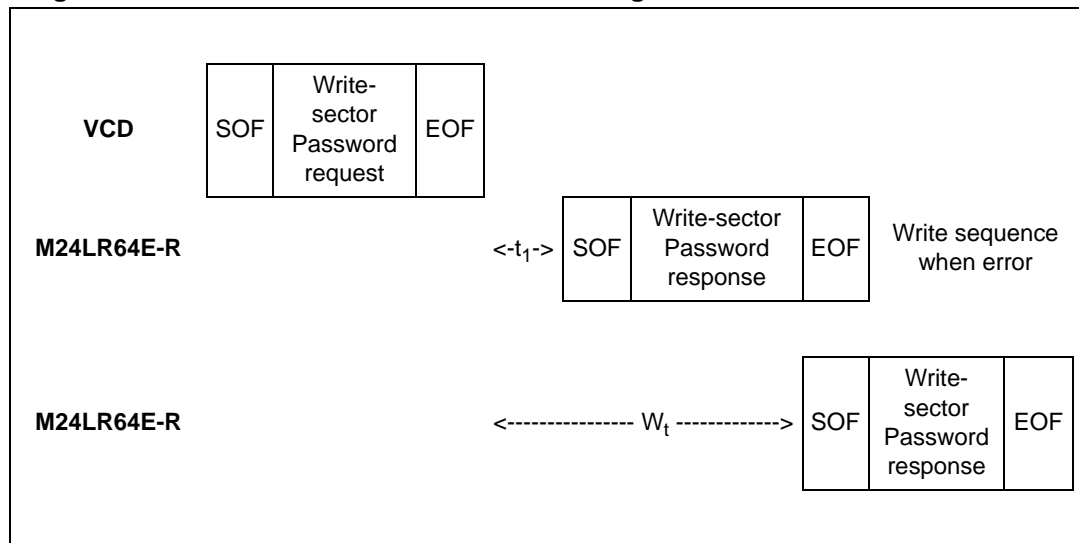 VCD
SOF
Write-
sector
Password
request
EOF
M24LR64E-R
<-t1->
SOF
Write-sector
Password
response
EOF
Write sequence
when error
M24LR64E-R
<---------------- Wt ------------->
SOF
Write-
sector
Password
response
EOF